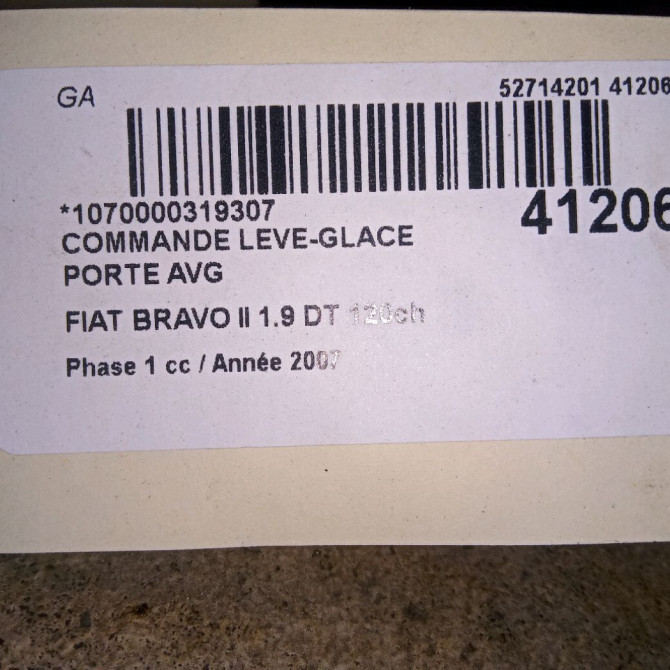 GA
52714201 41206
*1070000319307
41206
COMMANDE LEVE-GLACE
PORTE AVG
FIAT BRAVO II 1.9 DT 120ch
Phase 1 cc / Année 2007